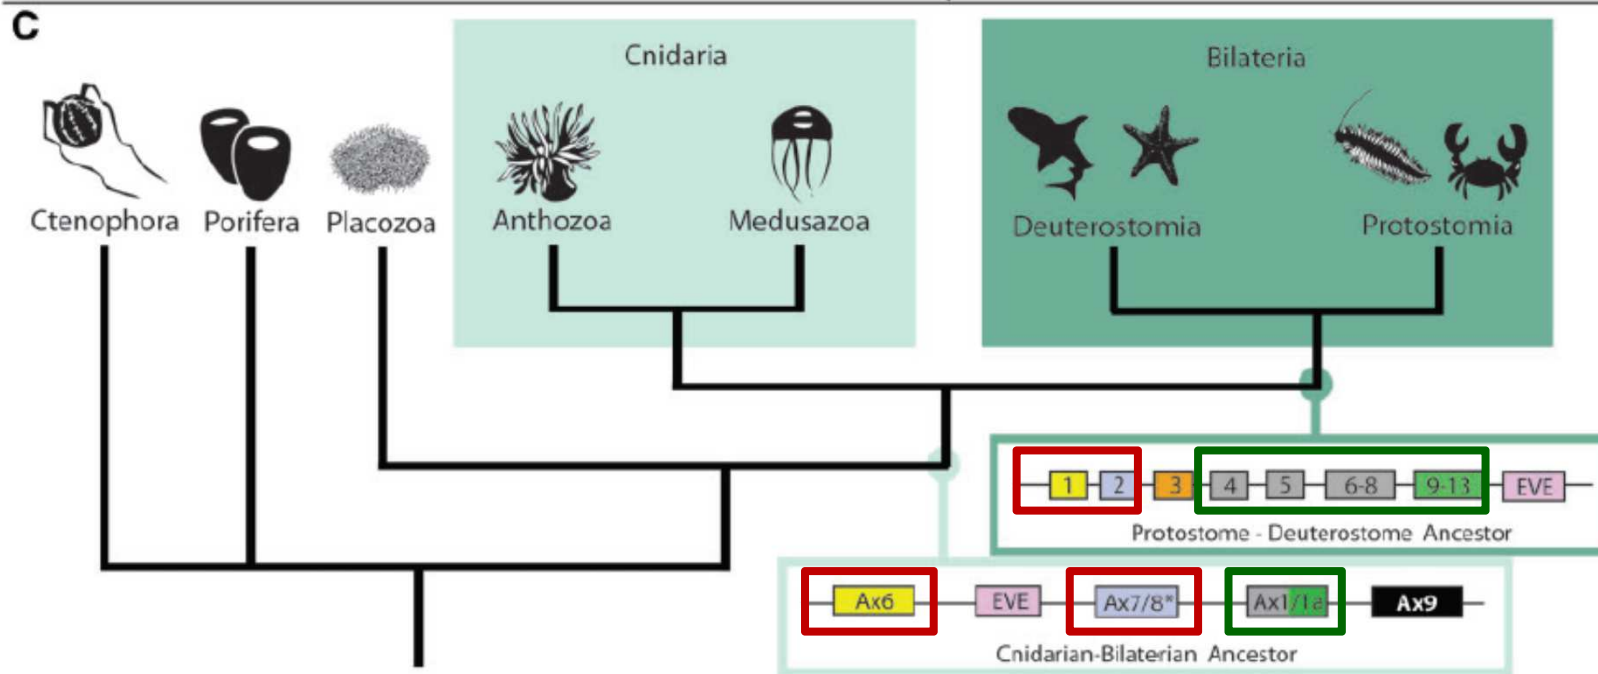 C
Cnidaria
Bilateria
Ctenophora Porifera Placozoa Anthozoa Medusazoa Deuterostomia Protostomia
1 2 3 4 5 6-8 9-13 EVE
Protostome - Deuterostome Ancestor
Ax6 EVE Ax7/8* Ax1/1a Ax9
Cnidarian-Bilaterian Ancestor